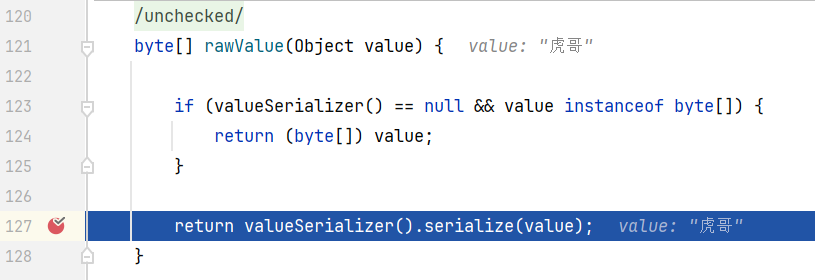 120 /unchecked/
121 byte[] rawValue(Object value) { value: "虎哥"
122
123 if (valueSerializer() == null && value instanceof byte[]) {
124 return (byte[]) value;
125 }
126
127 return valueSerializer().serialize(value); value: "虎哥"
128 }